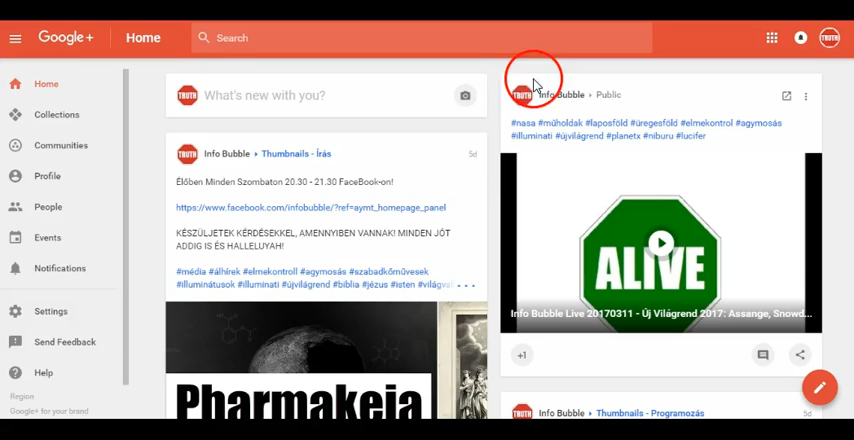 Google+
Home
Search
TRUTH
Home
Collections
Communities
Profile
People
Events
Notifications
Settings
Send Feedback
Help
Region
Google+ for your brand
TRUTH
What's new with you?
TRUTH
Info Bubble ▸ Thumbnails - Írás
5d
Élőben Minden Szombaton 20.30 - 21.30 FaceBook-on!
https://www.facebook.com/infobubble/?ref=aymt_homepage_panel
KÉSZÜLJETEK KÉRDÉSEKKEL, AMENNYIBEN VANNAK! MINDEN JÓT
ADDIG IS ÉS HALLELUYAH!
#média #álhírek #elmekontroll #agymosás #szabadkőművesek
#illuminátusok #illuminati #újvilágrend #biblia #jézus #isten #világvá...
Pharmakeia
TRUTH
Info Bubble ▸ Public
#nasa #műholdak #laposföld #üregesföld #elmekontrol #agymosás
#illuminati #újvilágrend #planetx #niburu #lucifer
ALIVE
Info Bubble Live 20170311 - Új Világrend 2017: Assange, Snowd...
+1
TRUTH
Info Bubble ▸ Thumbnails - Programozás
5d